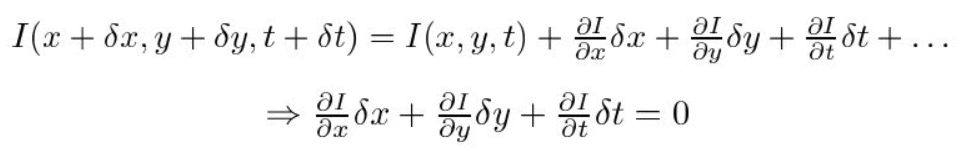 I(x + δx, y + δy, t + δt) = I(x, y, t) + ∂I/∂x δx + ∂I/∂y δy + ∂I/∂t δt + ...
⇒ ∂I/∂x δx + ∂I/∂y δy + ∂I/∂t δt = 0